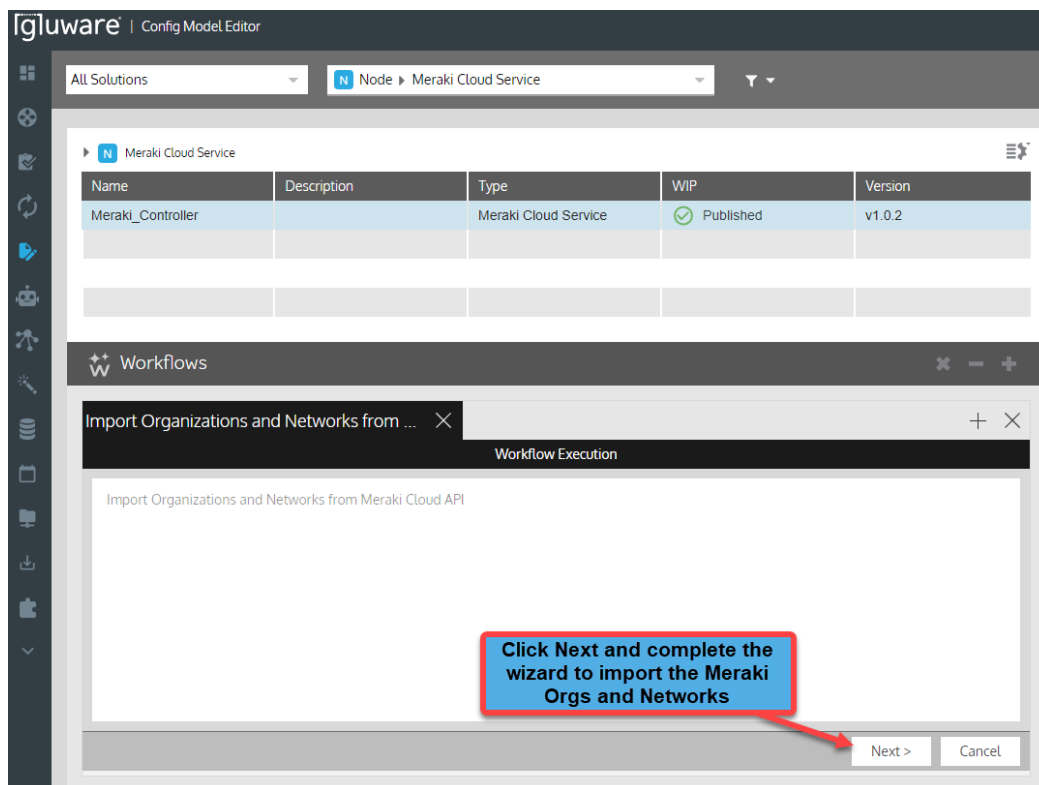 gluware | Config Model Editor
All Solutions
N Node Meraki Cloud Service
N Meraki Cloud Service
Name Description Type WIP Version
Meraki_Controller Meraki Cloud Service Published v1.0.2
W Workflows
Import Organizations and Networks from ...
Workflow Execution
Import Organizations and Networks from Meraki Cloud API
Click Next and complete the
wizard to import the Meraki
Orgs and Networks
Next > Cancel